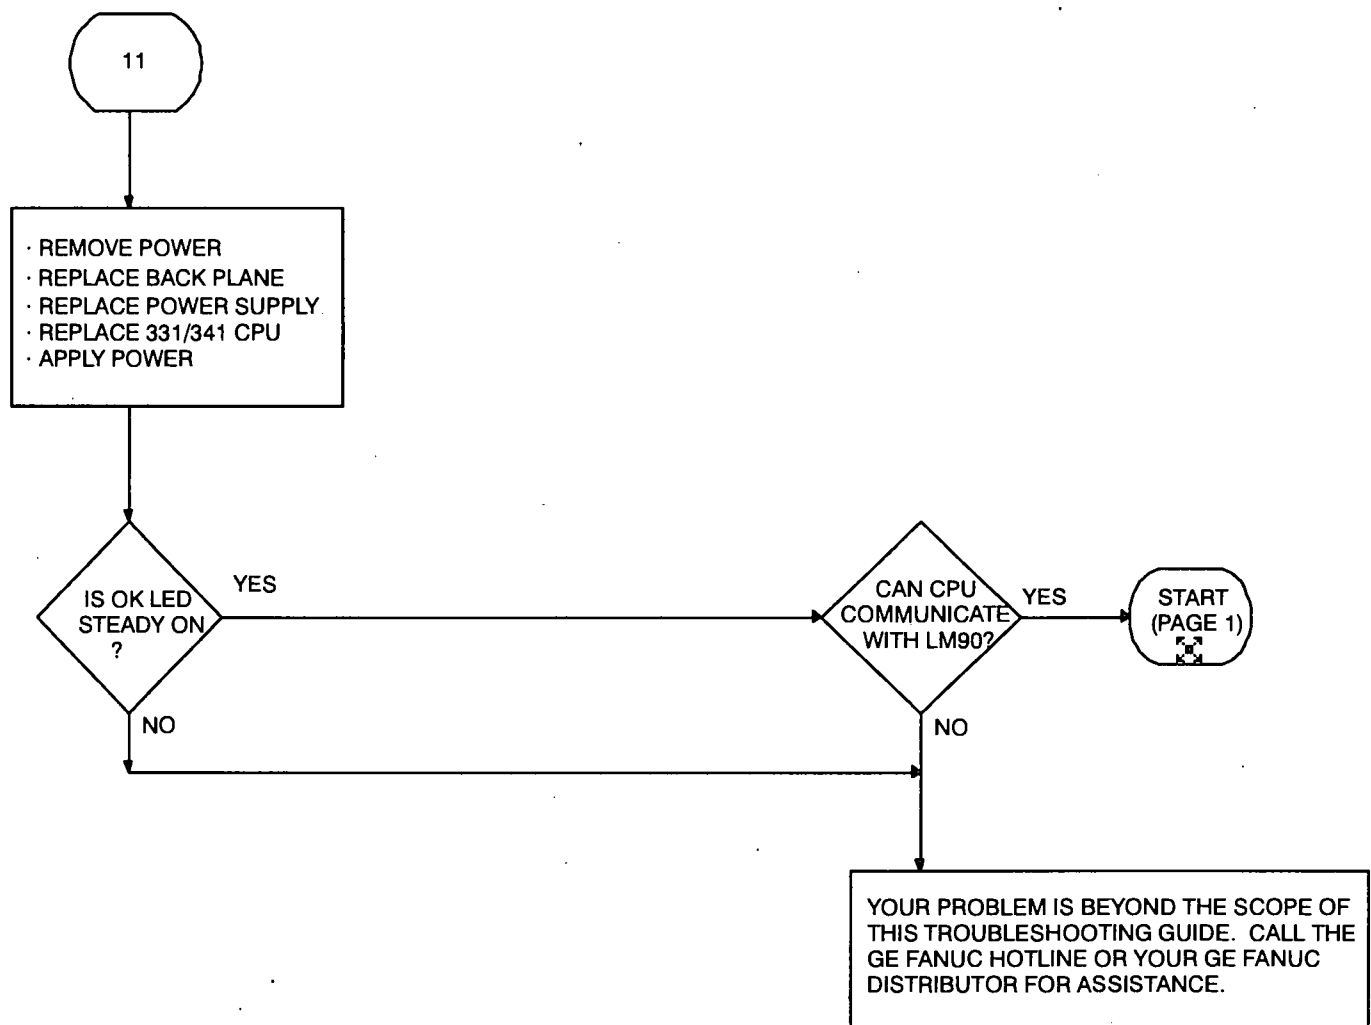 11
· REMOVE POWER
· REPLACE BACK PLANE
· REPLACE POWER SUPPLY
· REPLACE 331/341 CPU
· APPLY POWER
IS OK LED
STEADY ON
?
YES
NO
CAN CPU
COMMUNICATE
WITH LM90?
YES
NO
START
(PAGE 1)
YOUR PROBLEM IS BEYOND THE SCOPE OF
THIS TROUBLESHOOTING GUIDE. CALL THE
GE FANUC HOTLINE OR YOUR GE FANUC
DISTRIBUTOR FOR ASSISTANCE.